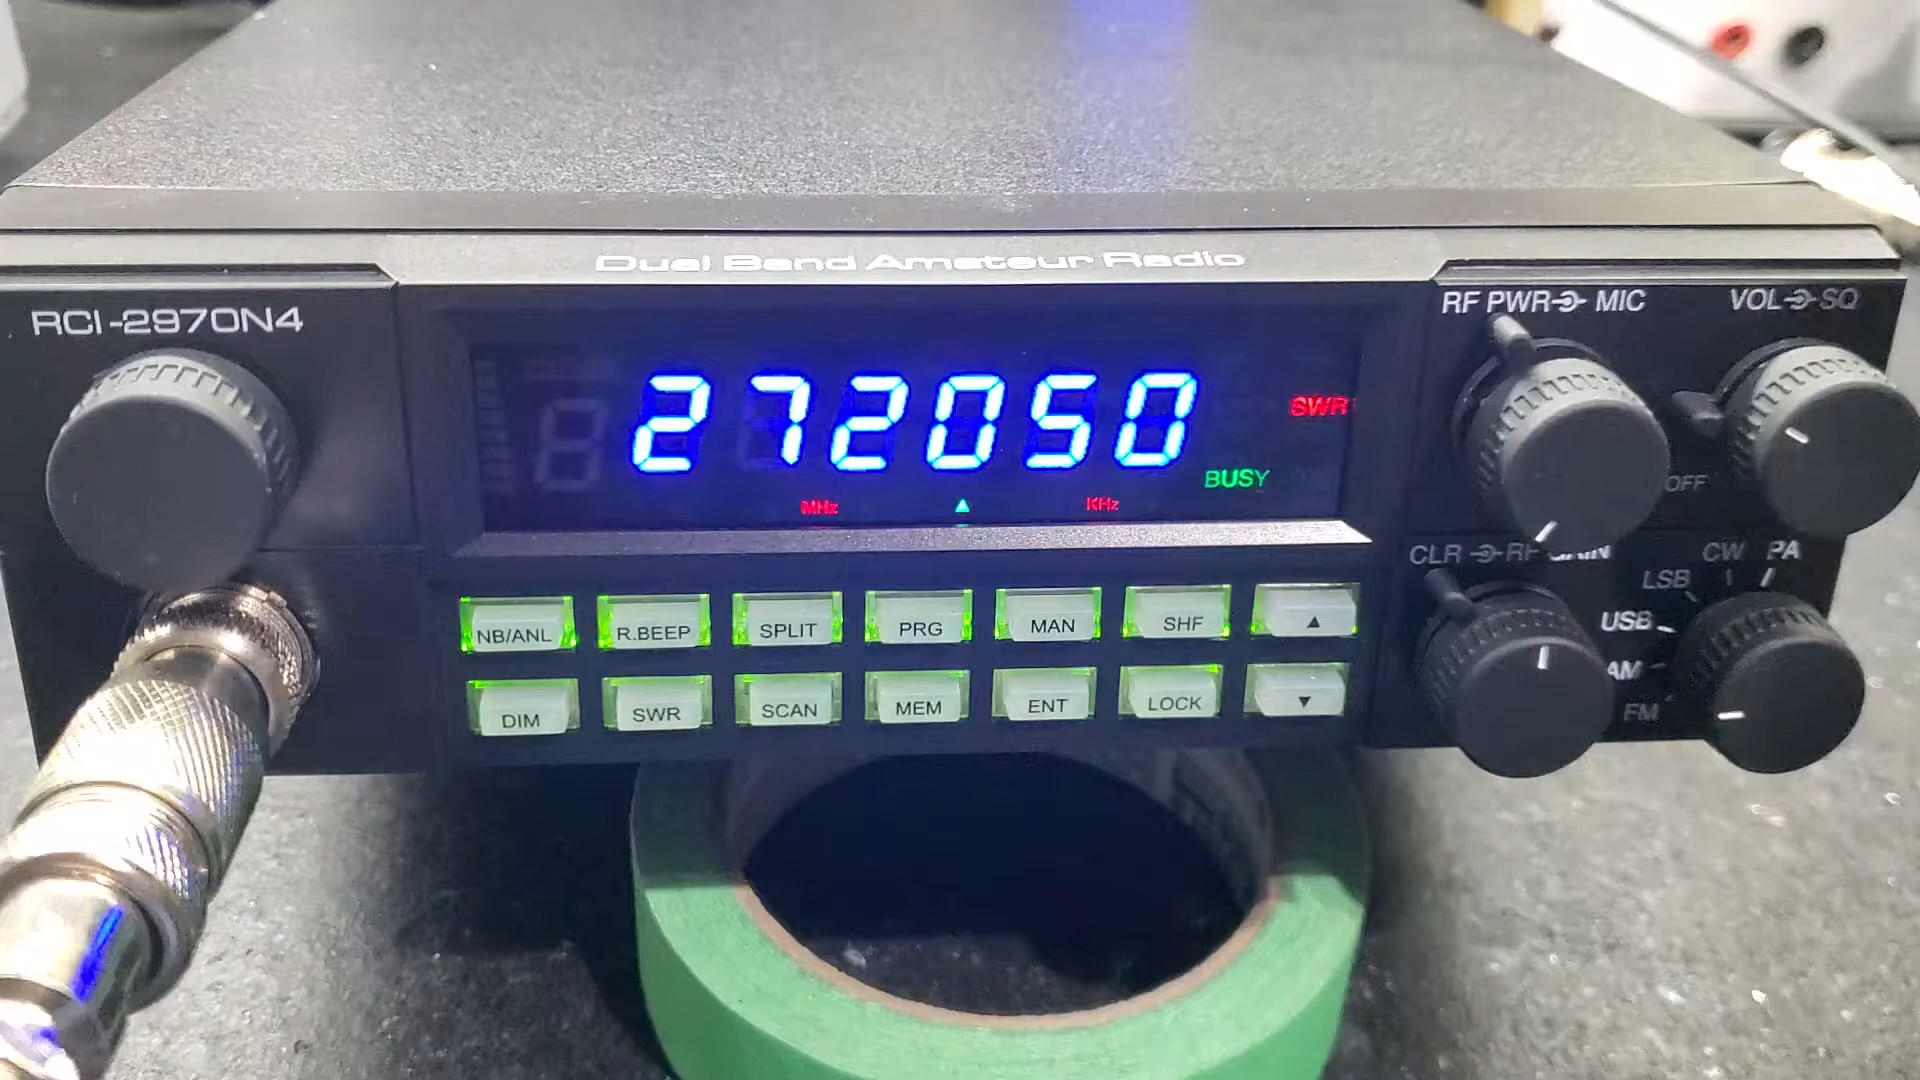 Dual Band Amateur Radio
RCI-2970N4
RF PWR MIC
VOL SQ
272050
SWR
BUSY
MHz ▲ KHz
OFF
CLR RF GAIN
CW PA
LSB
USB
AM
FM
NB/ANL R.BEEP SPLIT PRG MAN SHF ▲
DIM SWR SCAN MEM ENT LOCK ▼